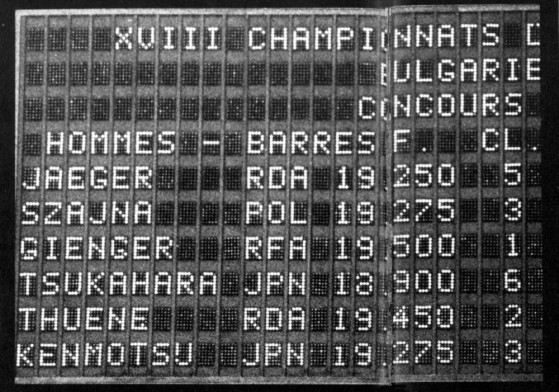 XVIII CHAMPIONNATS D
BULGARIE
CONCOURS
HOMMES - BARRES F. CL.
JAEGER RDA 19.250 5
SZAJNA POL 19.275 3
GIENGER RFA 19.500 1
TSUKAHARA JPN 18.900 6
THUENE RDA 19.450 2
KENMOTSU JPN 19.275 3